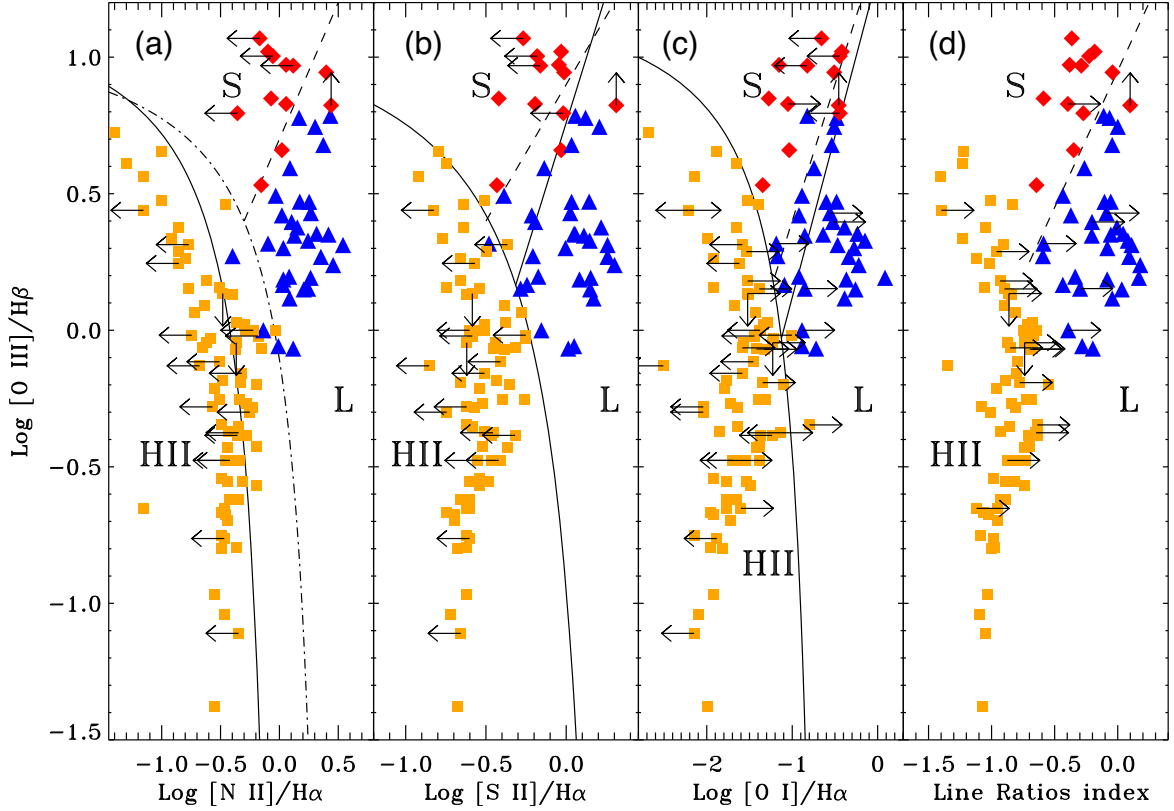 (a) (b) (c) (d)
S S S S
L L L L
HII HII HII HII
Log [O III]/Hβ
1.0
0.5
0.0
−0.5
−1.0
−1.5
−1.0 −0.5 0.0 0.5
−1.0 −0.5 0.0
−2 −1 0
−1.5 −1.0 −0.5 0.0
Log [N II]/Hα
Log [S II]/Hα
Log [O I]/Hα
Line Ratios index